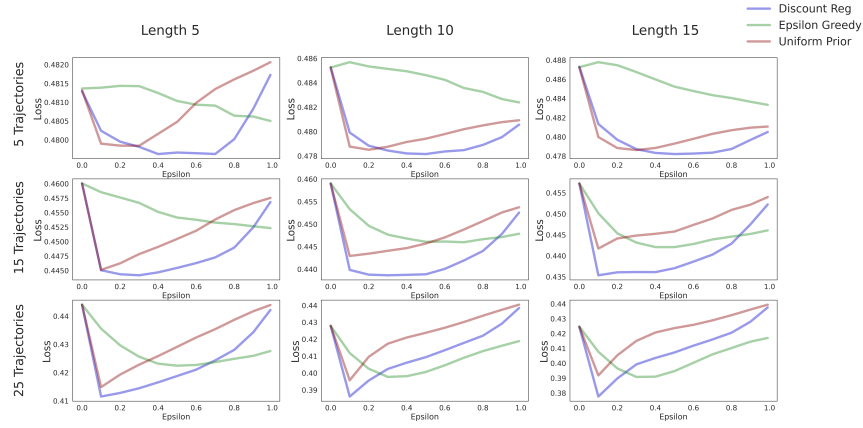 Discount Reg
Epsilon Greedy
Uniform Prior
Length 5
Length 10
Length 15
5 Trajectories
Loss
0.4820
0.4815
0.4810
0.4805
0.4800
0.0 0.2 0.4 0.6 0.8 1.0
Epsilon
Loss
0.486
0.484
0.482
0.480
0.478
0.0 0.2 0.4 0.6 0.8 1.0
Epsilon
Loss
0.488
0.486
0.484
0.482
0.480
0.478
0.0 0.2 0.4 0.6 0.8 1.0
Epsilon
15 Trajectories
Loss
0.4600
0.4575
0.4550
0.4525
0.4500
0.4475
0.4450
0.0 0.2 0.4 0.6 0.8 1.0
Epsilon
Loss
0.460
0.455
0.450
0.445
0.440
0.0 0.2 0.4 0.6 0.8 1.0
Epsilon
Loss
0.455
0.450
0.445
0.440
0.435
0.0 0.2 0.4 0.6 0.8 1.0
Epsilon
25 Trajectories
Loss
0.44
0.43
0.42
0.41
0.0 0.2 0.4 0.6 0.8 1.0
Epsilon
Loss
0.44
0.43
0.42
0.41
0.40
0.39
0.0 0.2 0.4 0.6 0.8 1.0
Epsilon
Loss
0.44
0.43
0.42
0.41
0.40
0.39
0.38
0.0 0.2 0.4 0.6 0.8 1.0
Epsilon